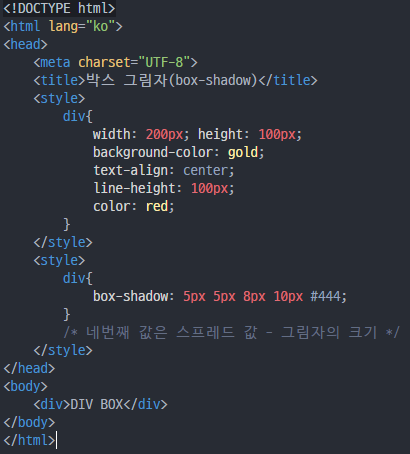 <!DOCTYPE html>
<html lang="ko">
<head>
    <meta charset="UTF-8">
    <title>박스 그림자(box-shadow)</title>
    <style>
        div{
            width: 200px; height: 100px;
            background-color: gold;
            text-align: center;
            line-height: 100px;
            color: red;
        }
    </style>
    <style>
        div{
            box-shadow: 5px 5px 8px 10px #444;
        }
        /* 네번째 값은 스프레드 값 - 그림자의 크기 */
    </style>
</head>
<body>
    <div>DIV BOX</div>
</body>
</html>